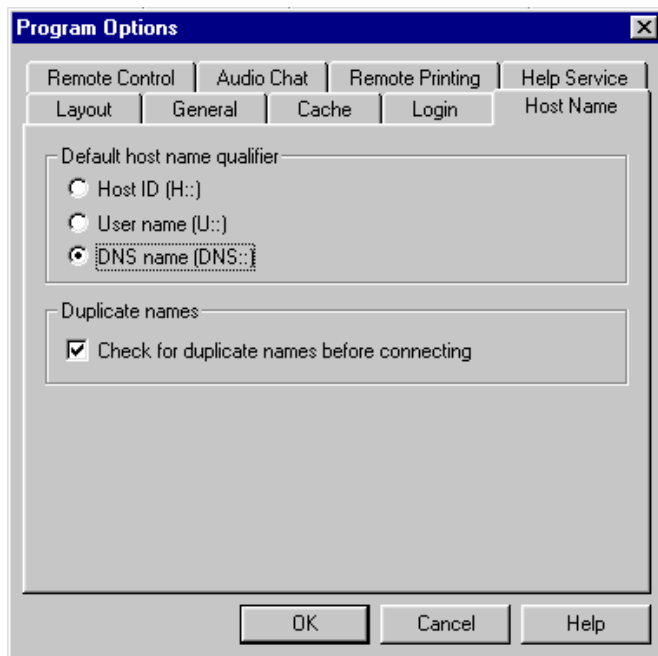 Program Options
Remote Control Audio Chat Remote Printing Help Service
Layout General Cache Login Host Name
Default host name qualifier
Host ID (H::)
User name (U::)
DNS name (DNS::)
Duplicate names
Check for duplicate names before connecting
OK Cancel Help